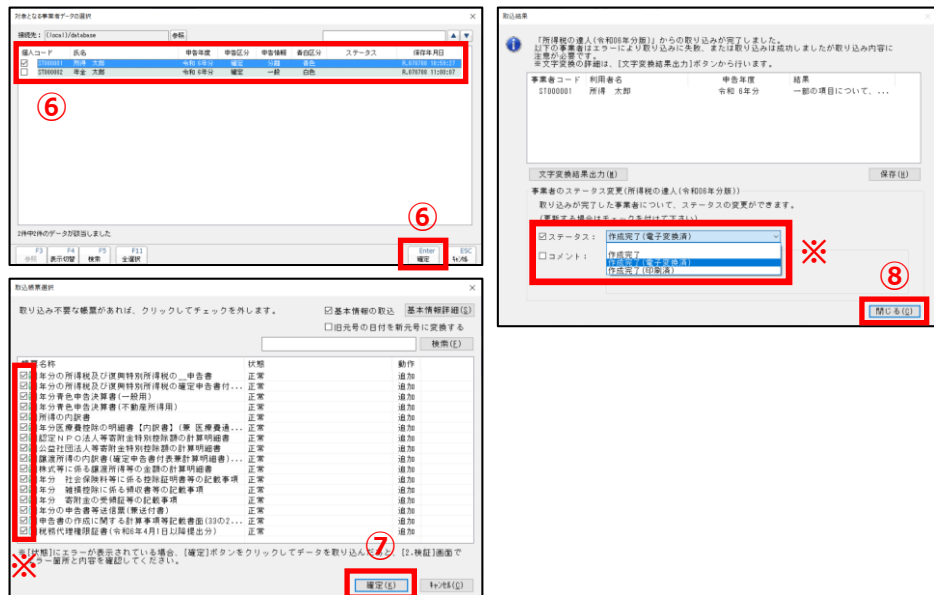 対象となる事業者データの選択
接続先： (local)/database 参照
個人コード 氏名 申告年度 申告区分 申告情報 青白区分 ステータス 保存年月日
ST000001 所得 太郎 令和 6年分 確定 分離 青色
ST000002 年金 太郎 令和 6年分 確定 一般 白色
⑥
2件中2件のデータが該当しました
⑥
F3 参照 F4 表示切替 F5 検索 F11 全選択 Enter 確定 ESC ｷｬﾝｾﾙ
取込帳票選択
取り込み不要な帳票があれば、クリックしてチェックを外します。 基本情報の取込 基本情報詳細(S)
旧元号の日付を新元号に変換する
検索(F)
帳票名称 状態 動作
年分の所得税及び復興特別所得税の__申告書 正常 追加
年分の所得税及び復興特別所得税の確定申告書付... 正常 追加
年分青色申告決算書(一般用) 正常 追加
年分青色申告決算書(不動産所得用) 正常 追加
所得の内訳書 正常 追加
年分医療費控除の明細書【内訳書】(兼 医療費通... 正常 追加
認定ＮＰＯ法人等寄附金特別控除額の計算明細書 正常 追加
公益社団法人等寄附金特別控除額の計算明細書 正常 追加
譲渡所得の内訳書(確定申告書付表兼計算明細書)... 正常 追加
株式等に係る譲渡所得等の金額の計算明細書 正常 追加
年分 社会保険料等に係る控除証明書等の記載事項 正常 追加
年分 雑損控除に係る領収書等の記載事項 正常 追加
年分 寄附金の受領証等の記載事項 正常 追加
年分の申告書等送信票(兼送付書) 正常 追加
申告書の作成に関する計算事項等記載書面(33の2... 正常 追加
税務代理権限証書(令和6年4月1日以降提出分) 正常 追加
※
※[状態]にエラーが表示されている場合、[確定]ボタンをクリックしてデータを取り込んだあと、[2.検証]画面で
エラー箇所と内容を確認してください。
⑦
確定(K) ｷｬﾝｾﾙ(C)
取込結果
「所得税の達人(令和06年分版)」からの取り込みが完了しました。
以下の事業者はエラーにより取り込みに失敗、または取り込みは成功しましたが取込み内容に
注意が必要です。
※文字変換の詳細は、[文字変換結果出力]ボタンから行います。
事業者コード 利用者名 申告年度 結果
ST000001 所得 太郎 令和 6年分 一部の項目について、...
文字変換結果出力(M) 保存(H)
事業者のステータス変更(所得税の達人(令和06年分版))
取り込みが完了した事業者について、ステータスの変更ができます。
(更新する場合はチェックを付けて下さい)
ステータス： 作成完了(電子変換済)
コメント： 作成完了
作成完了(電子変換済)
作成完了(印刷済)
※
⑧
閉じる(Q)